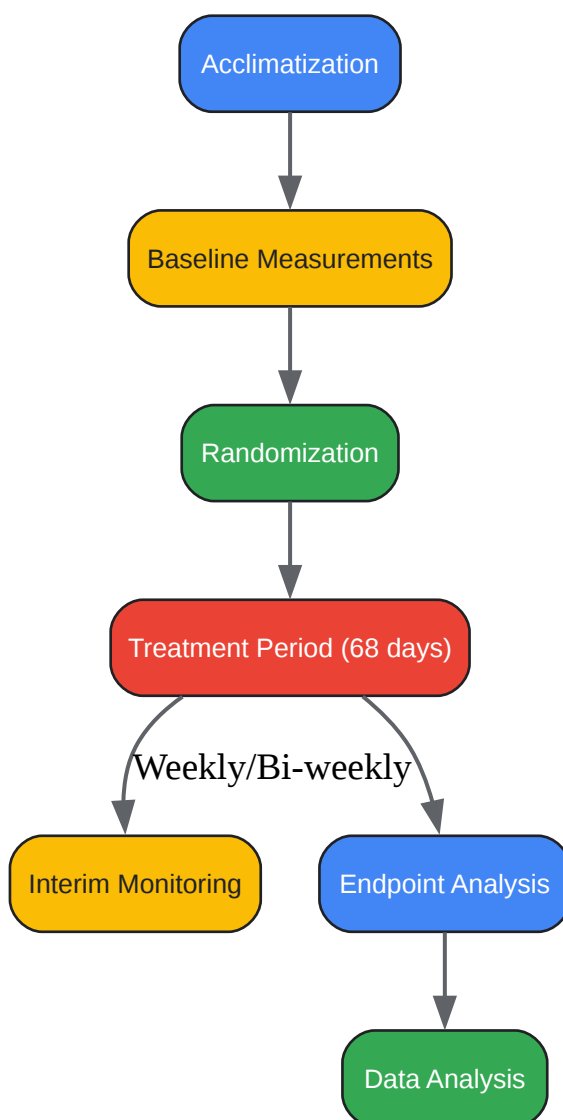 Acclimatization
Baseline Measurements
Randomization
Treatment Period (68 days)
Weekly/Bi-weekly
Interim Monitoring
Endpoint Analysis
Data Analysis